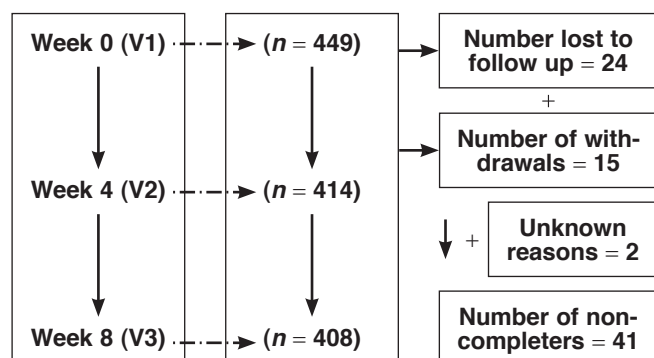 Week 0 (V1)
(n = 449)
Number lost to
follow up = 24
+
Number of with-
drawals = 15
Week 4 (V2)
(n = 414)
+
Unknown
reasons = 2
Week 8 (V3)
(n = 408)
Number of non-
completers = 41